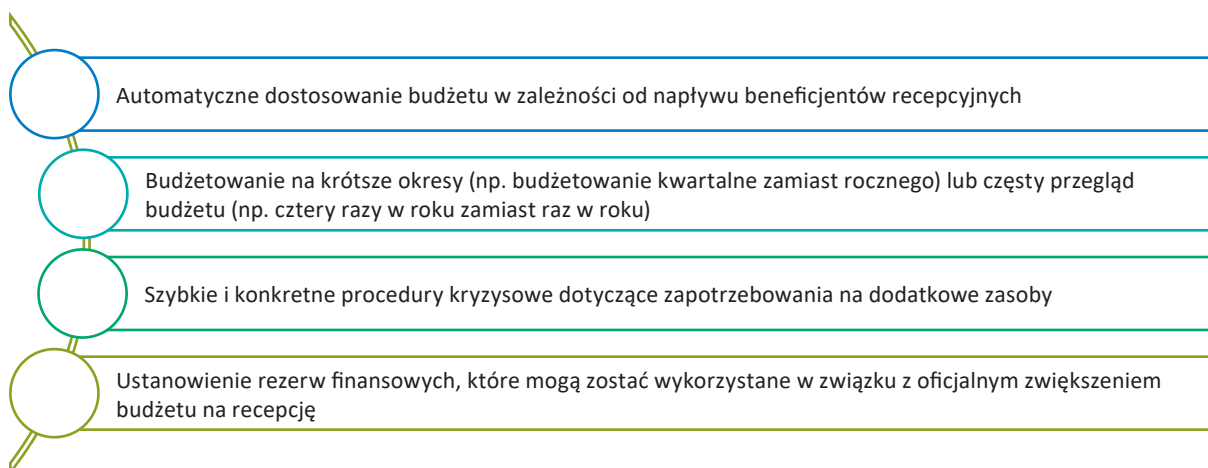 Automatyczne dostosowanie budżetu w zależności od napływu beneficjentów recepcyjnych
Budżetowanie na krótsze okresy (np. budżetowanie kwartalne zamiast rocznego) lub częsty przegląd
budżetu (np. cztery razy w roku zamiast raz w roku)
Szybkie i konkretne procedury kryzysowe dotyczące zapotrzebowania na dodatkowe zasoby
Ustanowienie rezerw finansowych, które mogą zostać wykorzystane w związku z oficjalnym zwiększeniem
budżetu na recepcję